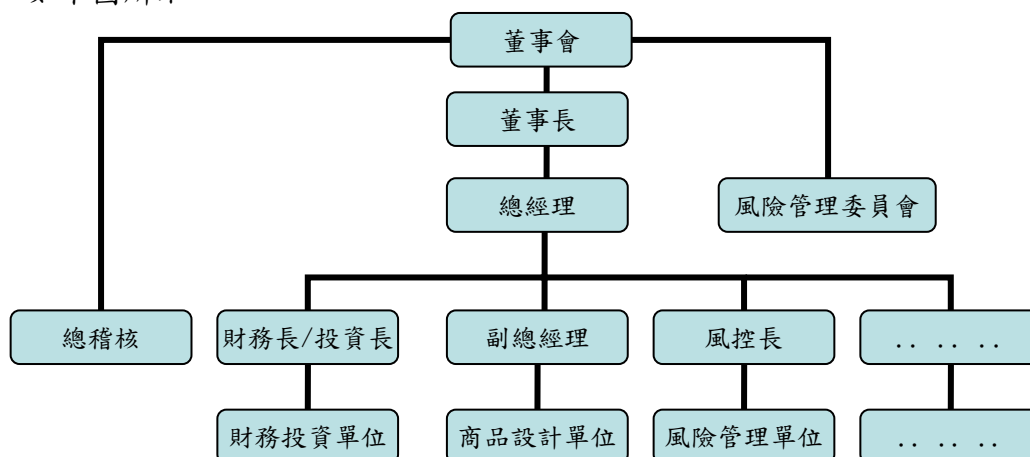 董事會
董事長
總經理
風險管理委員會
總稽核
財務長/投資長
副總經理
風控長
.. .. ..
財務投資單位
商品設計單位
風險管理單位
.. .. ..